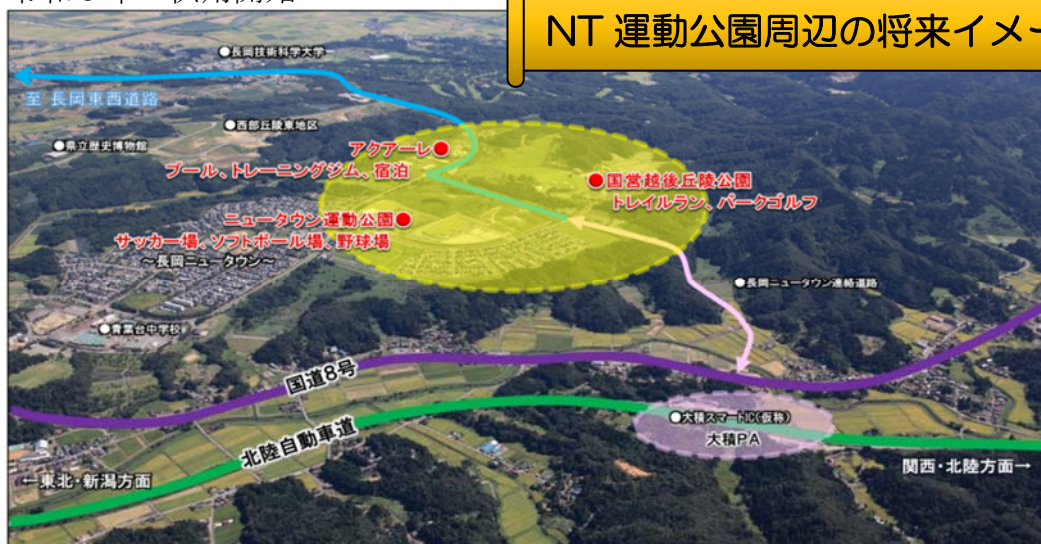 NT 運動公園周辺の将来イメー
●長岡技術科学大学
至 長岡東西道路
●西部丘陵東地区
●県立歴史博物館
アクアーレ●
プール、トレーニングジム、宿泊
●国営越後丘陵公園
トレイルラン、パークゴルフ
ニュータウン運動公園●
サッカー場、ソフトボール場、野球場
~長岡ニュータウン~
●長岡ニュータウン連絡道路
●青葉台中学校
国道8号
●大積スマートIC(仮称)
大積PA
北陸自動車道
←東北・新潟方面
関西・北陸方面→